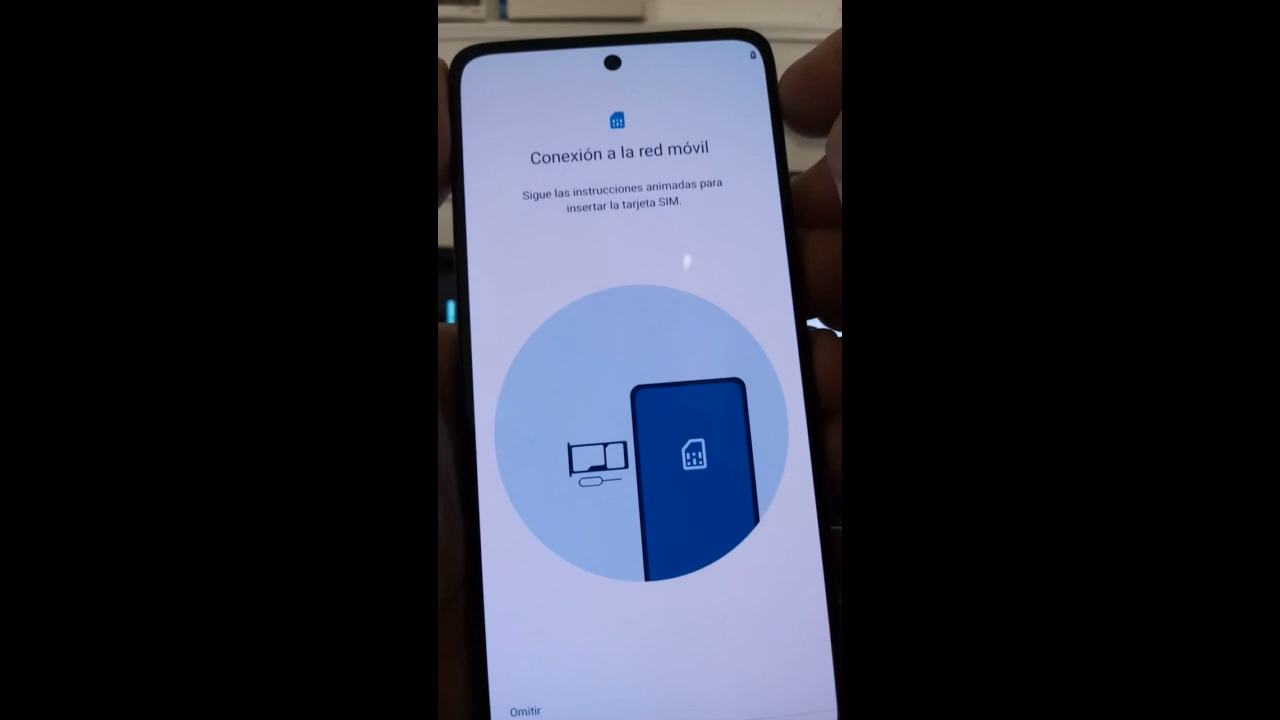 Conexión a la red móvil
Sigue las instrucciones animadas para
insertar la tarjeta SIM.
Omitir